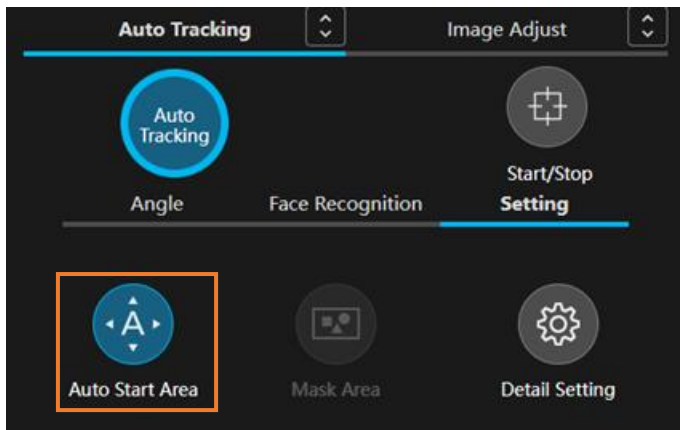 Auto Tracking Image Adjust
Auto
Tracking
Start/Stop
Angle Face Recognition Setting
A
Auto Start Area Mask Area Detail Setting